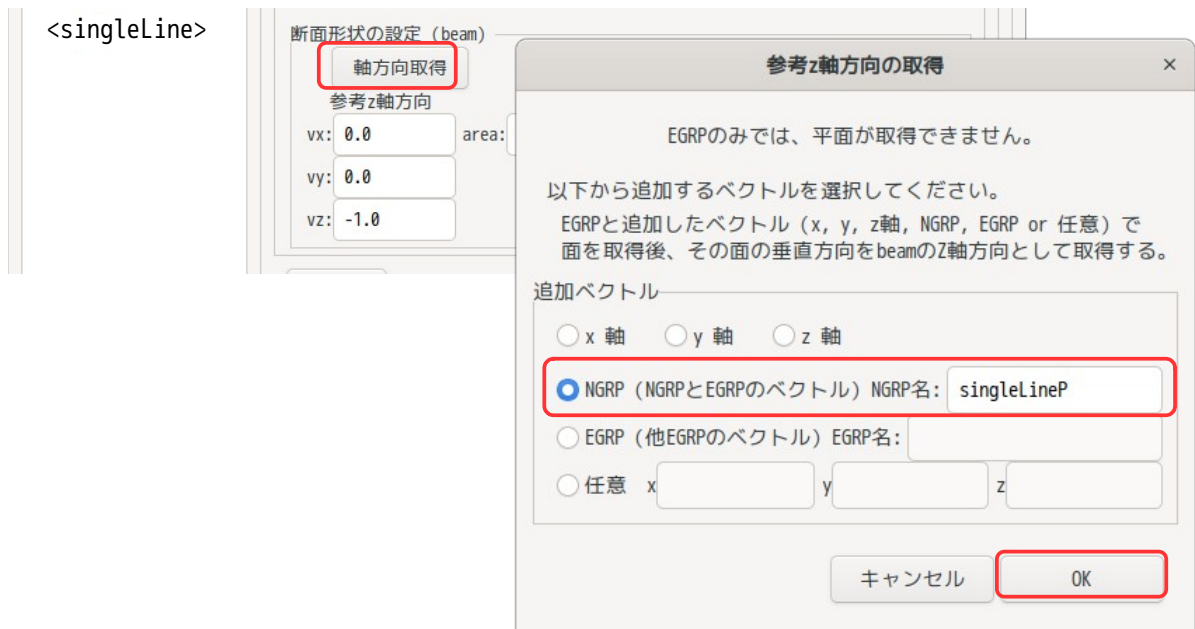 <singleLine>
断面形状の設定 (beam)
軸方向取得
参考z軸方向
vx: 0.0 area:
vy: 0.0
vz: -1.0
参考z軸方向の取得 ×
EGRPのみでは、平面が取得できません。
以下から追加するベクトルを選択してください。
EGRPと追加したベクトル (x, y, z軸, NGRP, EGRP or 任意) で
面を取得後、その面の垂直方向をbeamのZ軸方向として取得する。
追加ベクトル
x 軸 y 軸 z 軸
NGRP (NGRPとEGRPのベクトル) NGRP名: singleLineP
EGRP (他EGRPのベクトル) EGRP名:
任意 x y z
キャンセル OK